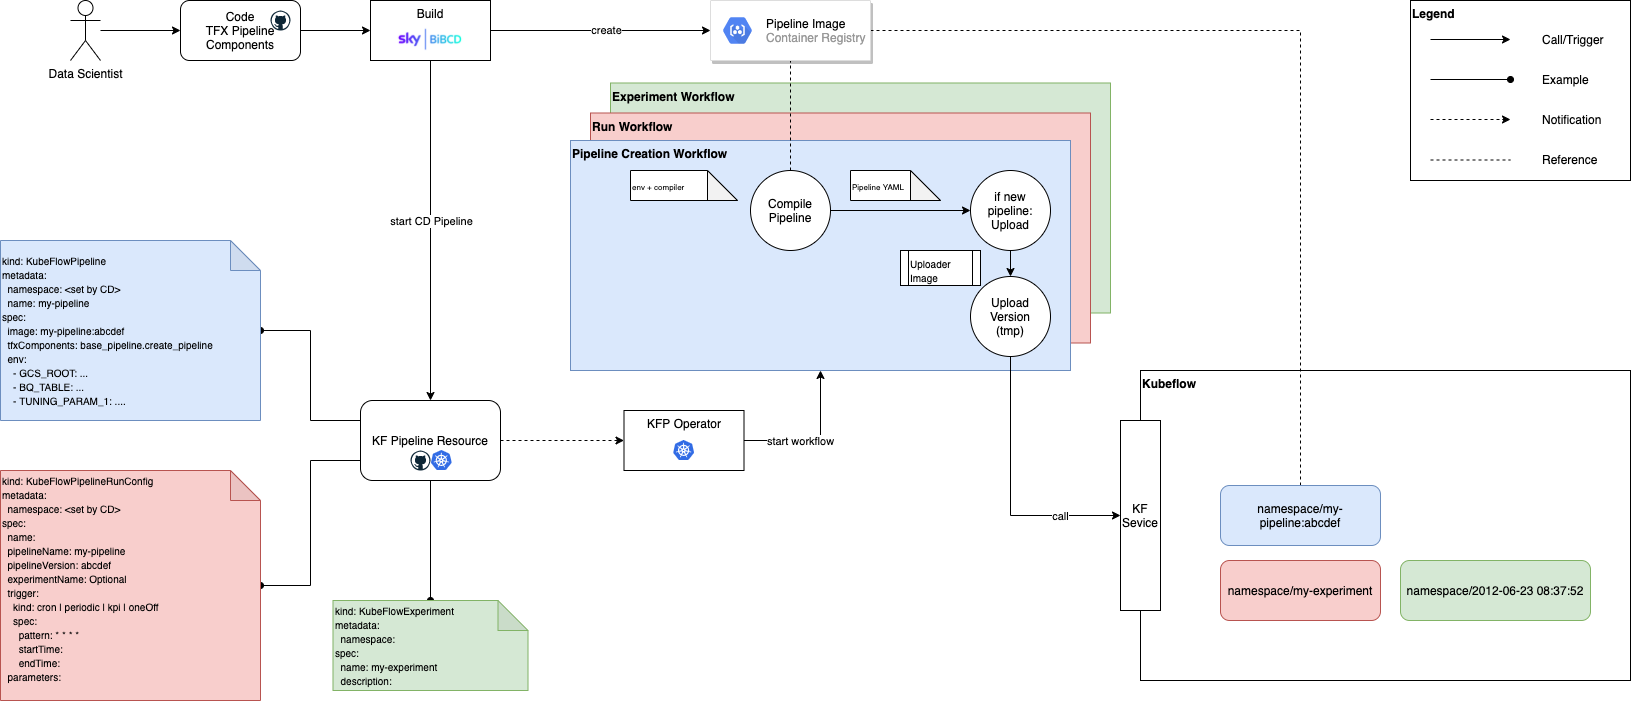 Data Scientist
Code
TFX Pipeline
Components
Build
sky BiBCD
create
Pipeline Image
Container Registry
Legend
Call/Trigger
Example
Notification
Reference
Experiment Workflow
Run Workflow
Pipeline Creation Workflow
env + compiler
Compile
Pipeline
Pipeline YAML
if new
pipeline:
Upload
Uploader
Image
Upload
Version
(tmp)
start CD Pipeline
kind: KubeFlowPipeline
metadata:
namespace: <set by CD>
name: my-pipeline
spec:
image: my-pipeline:abcdef
tfxComponents: base_pipeline.create_pipeline
env:
- GCS_ROOT: ...
- BQ_TABLE: ...
- TUNING_PARAM_1: ....
KF Pipeline Resource
KFP Operator
start workflow
kind: KubeFlowPipelineRunConfig
metadata:
namespace: <set by CD>
spec:
name:
pipelineName: my-pipeline
pipelineVersion: abcdef
experimentName: Optional
trigger:
kind: cron | periodic | kpi | oneOff
spec:
pattern: * * * *
startTime:
endTime:
parameters:
kind: KubeFlowExperiment
metadata:
namespace:
spec:
name: my-experiment
description:
call
KF
Sevice
Kubeflow
namespace/my-
pipeline:abcdef
namespace/my-experiment
namespace/2012-06-23 08:37:52